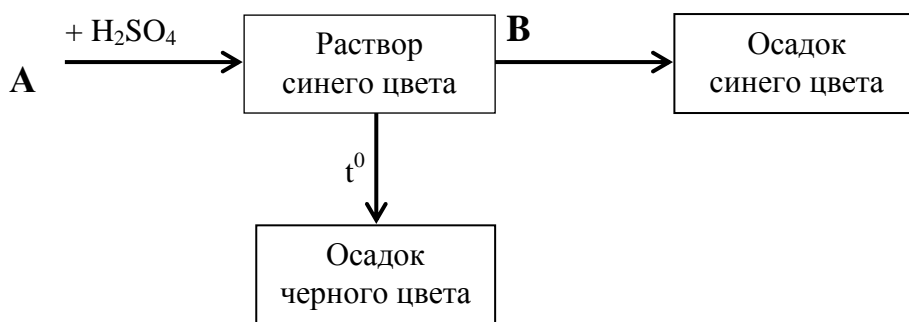 + H₂SO₄
A
Раствор
синего цвета
B
Осадок
синего цвета
t⁰
Осадок
черного цвета